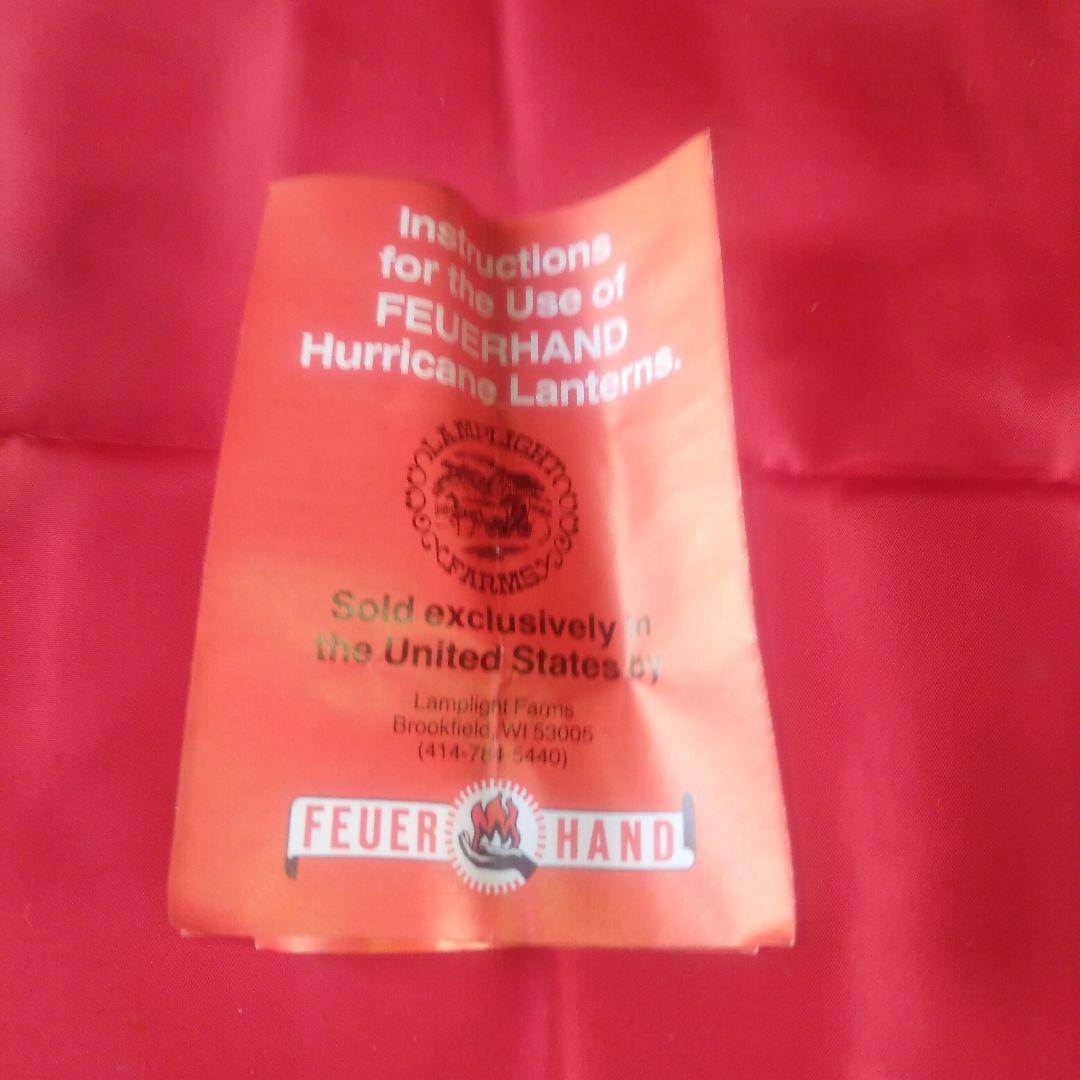 Instructions
for the Use of
FEUERHAND
Hurricane Lanterns.
LAMPLIGHT
FARMS
Sold exclusively in
the United States by
Lamplight Farms
Brookfield, WI 53005
(414-784-5440)
FEUER HAND